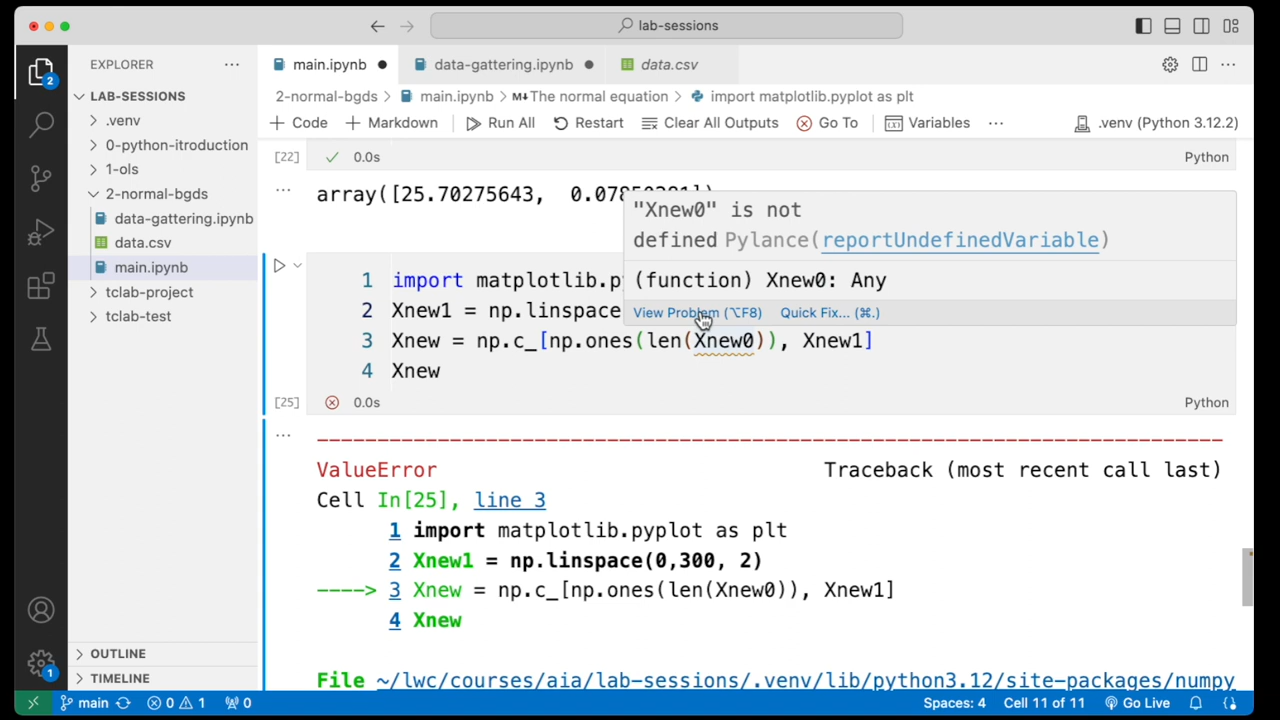 lab-sessions
EXPLORER
main.ipynb
data-gattering.ipynb
data.csv
LAB-SESSIONS
2-normal-bgds > main.ipynb > M↓The normal equation > import matplotlib.pyplot as plt
.venv
Code
Markdown
Run All
Restart
Clear All Outputs
Go To
Variables
.venv (Python 3.12.2)
0-python-itroduction
1-ols
2-normal-bgds
data-gattering.ipynb
data.csv
main.ipynb
tclab-project
tclab-test
[22] 0.0s Python
array([25.70275643,
"Xnew0" is not
defined Pylance(reportUndefinedVariable)
(function) Xnew0: Any
View Problem (⌥F8) Quick Fix... (⌘.)
1 import matplotlib.p
2 Xnew1 = np.linspace
3 Xnew = np.c_[np.ones(len(Xnew0)), Xnew1]
4 Xnew
[25] 0.0s Python
ValueError Traceback (most recent call last)
Cell In[25], line 3
1 import matplotlib.pyplot as plt
2 Xnew1 = np.linspace(0,300, 2)
----> 3 Xnew = np.c_[np.ones(len(Xnew0)), Xnew1]
4 Xnew
File ~/lwc/courses/aia/lab-sessions/.venv/lib/python3.12/site-packages/numpy
OUTLINE
TIMELINE
2
1
main 0 1 0 Spaces: 4 Cell 11 of 11 Go Live